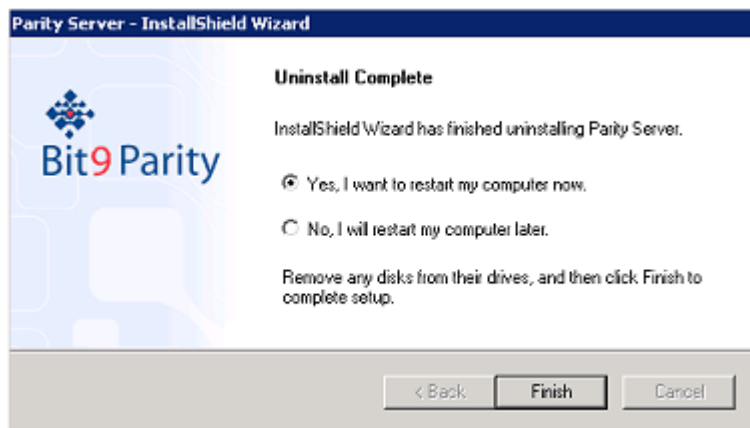 Parity Server - InstallShield Wizard
Uninstall Complete
InstallShield Wizard has finished uninstalling Parity Server.
Bit9 Parity
Yes, I want to restart my computer now.
No, I will restart my computer later.
Remove any disks from their drives, and then click Finish to
complete setup.
< Back
Finish
Cancel